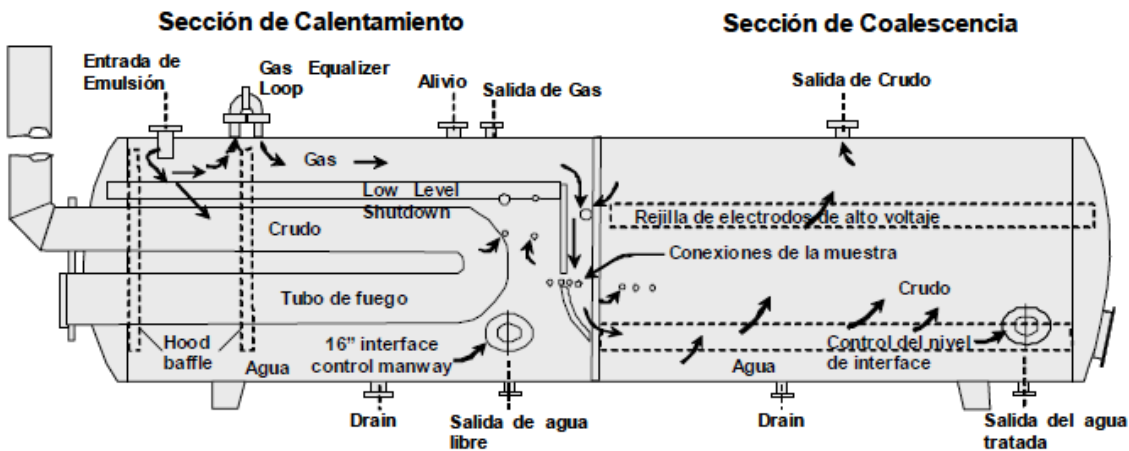 Sección de Calentamiento
Sección de Coalescencia
Entrada de
Emulsión
Gas Equalizer
Loop
Alivio
Salida de Gas
Salida de Crudo
Gas
Low Level
Shutdown
Rejilla de electrodos de alto voltaje
Crudo
Conexiones de la muestra
Tubo de fuego
Crudo
Hood
baffle
Agua
16” interface
control manway
Agua
Control del nivel
de interface
Drain
Salida de agua
libre
Drain
Salida del agua
tratada